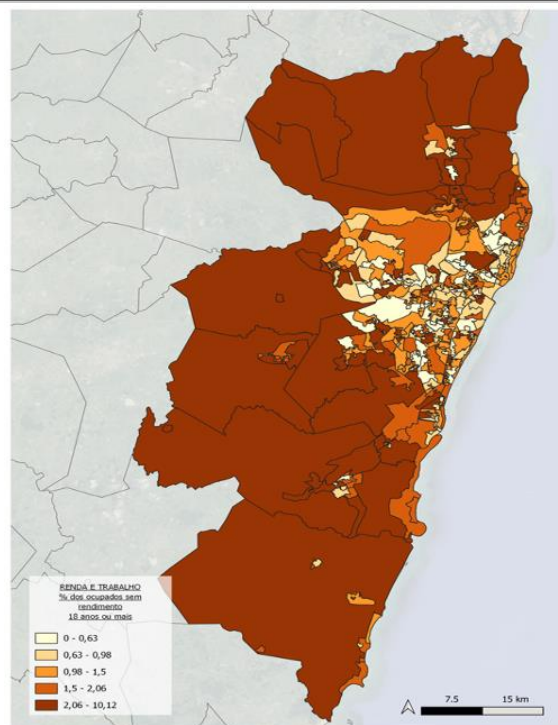 RENDA E TRABALHO
% dos ocupados sem
rendimento
18 anos ou mais
0 - 0,63
0,63 - 0,98
0,98 - 1,5
1,5 - 2,06
2,06 - 10,12
7.5 15 km